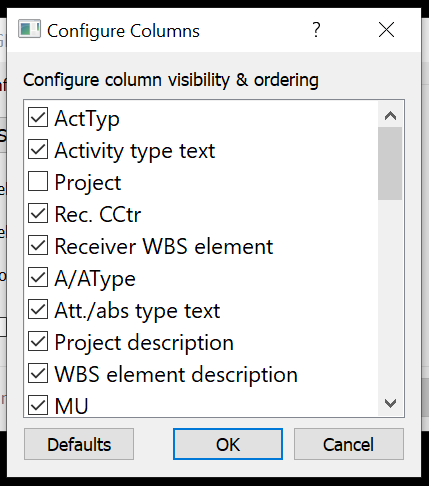 Configure Columns
?
Configure column visibility & ordering
ActTyp
Activity type text
Project
Rec. CCtr
Receiver WBS element
A/AType
Att./abs type text
Project description
WBS element description
MU
Defaults
OK
Cancel